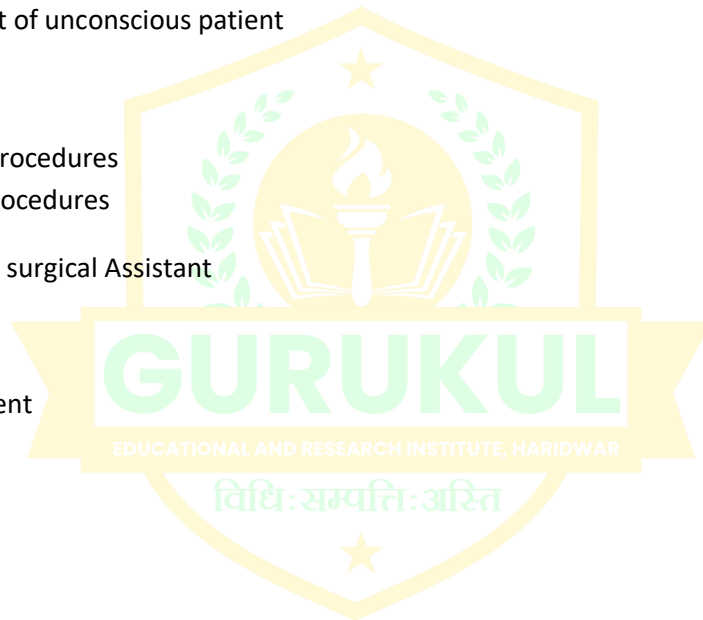 t of unconscious patient
rocedures
ocedures
surgical Assistant
ent
GURUKUL
EDUCATIONAL AND RESEARCH INSTITUTE, HARIDWAR
विधि:सम्पत्ति:अस्ति